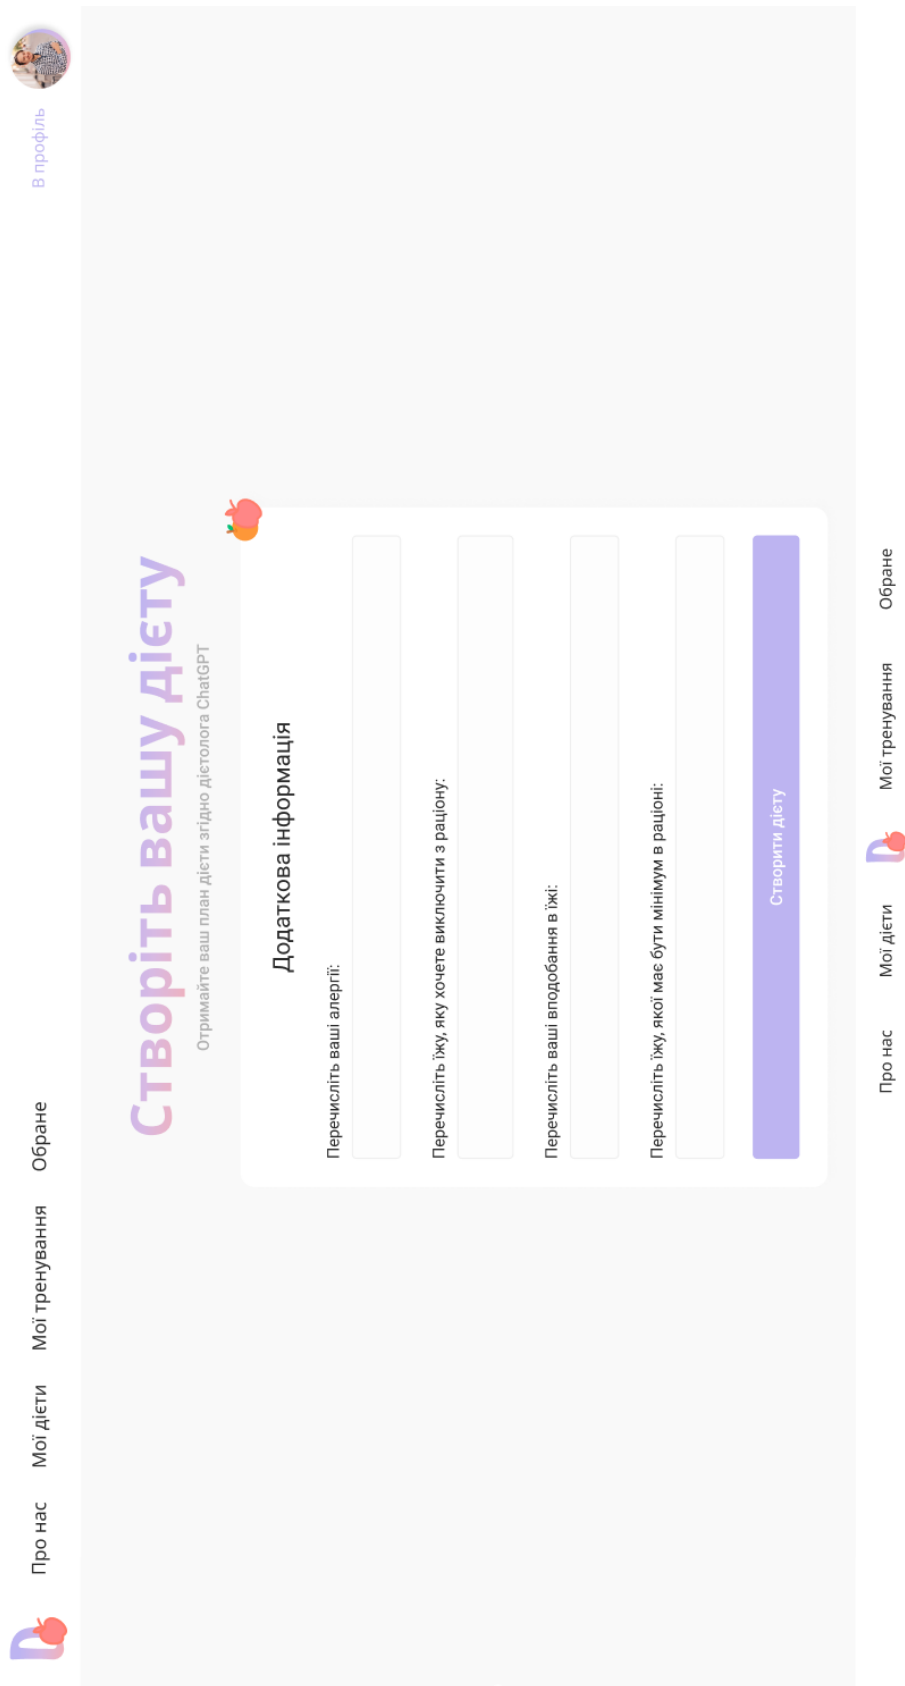 Про нас Мої дієти Мої тренування Обране В профіль
Створіть вашу дієту
Отримайте ваш план дієти згідно дієтолога ChatGPT
Додаткова інформація
Перечисліть ваші алергії:
Перечисліть їжу, яку хочете виключити з раціону:
Перечисліть ваші вподобання в їжі:
Перечисліть їжу, якої має бути мінімум в раціоні:
Створити дієту
Про нас Мої дієти Мої тренування Обране